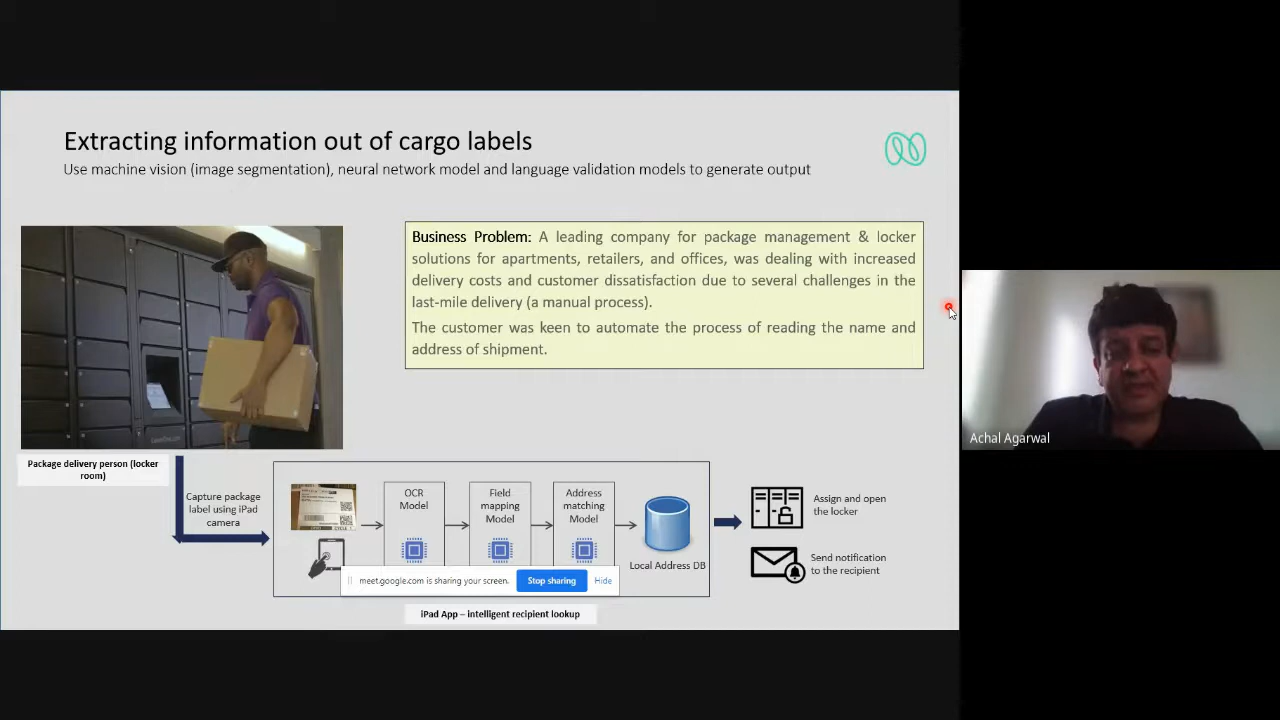 Extracting information out of cargo labels
Use machine vision (image segmentation), neural network model and language validation models to generate output
Business Problem: A leading company for package management & locker
solutions for apartments, retailers, and offices, was dealing with increased
delivery costs and customer dissatisfaction due to several challenges in the
last-mile delivery (a manual process).
The customer was keen to automate the process of reading the name and
address of shipment.
Achal Agarwal
Package delivery person (locker
room)
Capture package
label using iPad
camera
OCR
Model
Field
mapping
Model
Address
matching
Model
Local Address DB
Assign and open
the locker
Send notification
to the recipient
meet.google.com is sharing your screen.
Stop sharing
Hide
iPad App – intelligent recipient lookup